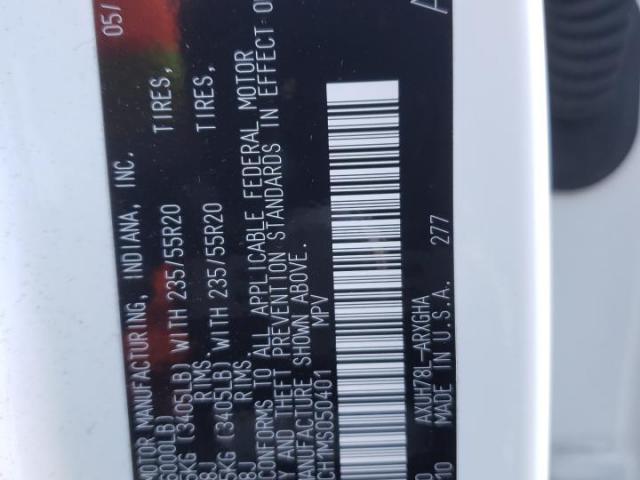 05/
MOTOR MANUFACTURING, INDIANA, INC.
6000LB)
5KG (3405LB) WITH 235/55R20 TIRES,
8J RIMS.
5KG (3405LB) WITH 235/55R20 TIRES,
8J RIMS.
CONFORMS TO ALL APPLICABLE FEDERAL MOTOR
Y AND THEFT PREVENTION STANDARDS IN EFFECT O
MANUFACTURE SHOWN ABOVE.
CH1MS050401 MPV
AXUH78L-ARXGHA 277
10 MADE IN U.S.A. A